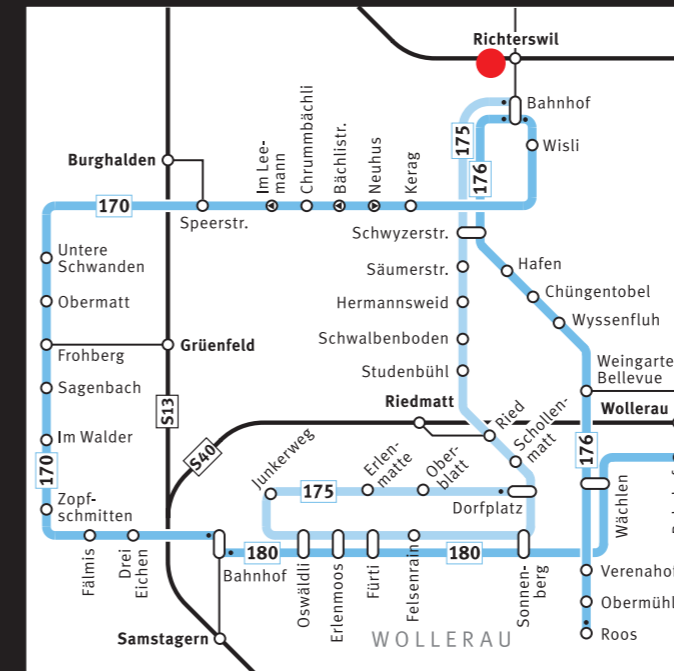 Richterswil
Bahnhof
175
176
Wisli
Burghalden
Im Lee-
mann
Chrummbächli
Bächlistr.
Neuhus
Kerag
170
Speerstr.
Schwyzerstr.
Untere
Schwanden
Säumerstr.
Hafen
Obermatt
Hermannsweid
Chüngentobel
Wyssenfluh
Frohberg
Grüenfeld
Schwalbenboden
Weingarte
Bellevue
Sagenbach
Studenbühl
S13
Riedmatt
Wollerau
Im Walder
S40
Ried
Schollen-
matt
176
170
Junkerweg
Erlen-
matte
Ober-
blatt
175
Zopf-
schmitten
Dorfplatz
Wächlen
Fälmis
Drei
Eichen
Bahnhof
180
Oswäldli
Erlenmoos
Fürti
Felsenrain
180
Sonnen-
berg
Verenahof
Obermühl
Samstagern
WOLLERAU
Roos